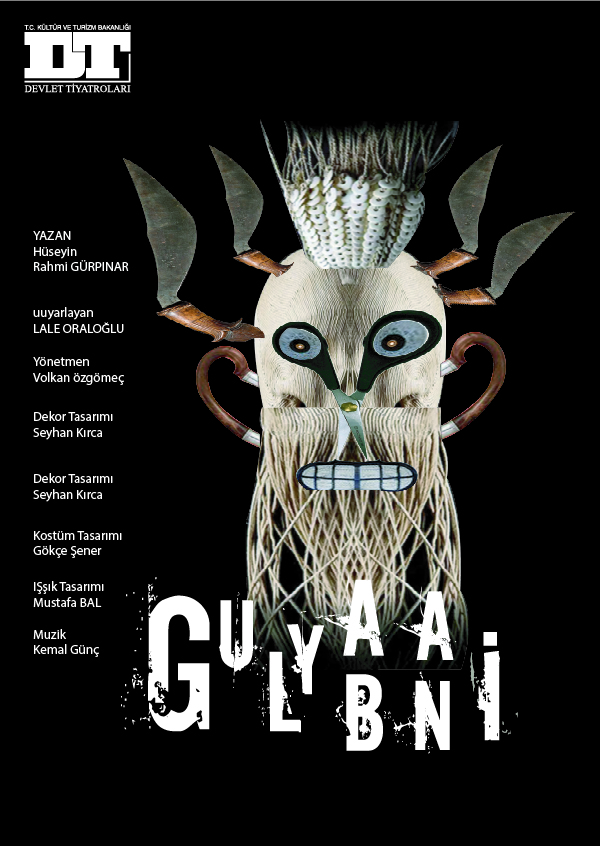 T.C. KÜLTÜR VE TURİZM BAKANLIĞI
DT
DEVLET TİYATROLARI
YAZAN
Hüseyin
Rahmi GÜRPINAR
uuyarlayan
LALE ORALOĞLU
Yönetmen
Volkan özgömeç
Dekor Tasarımı
Seyhan Kırca
Dekor Tasarımı
Seyhan Kırca
Kostüm Tasarımı
Gökçe Şener
IŞşık Tasarımı
Mustafa BAL
Muzik
Kemal Günç
GULYABANİ